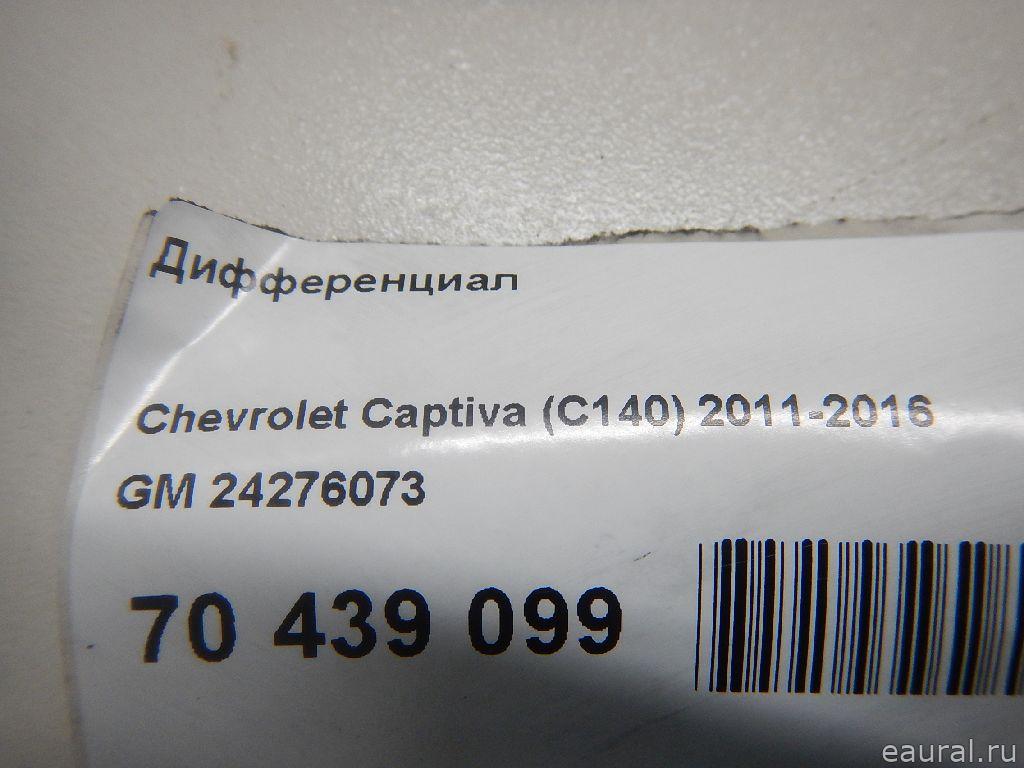 Дифференциал
Chevrolet Captiva (C140) 2011-2016
GM 24276073
70 439 099
eaural.ru